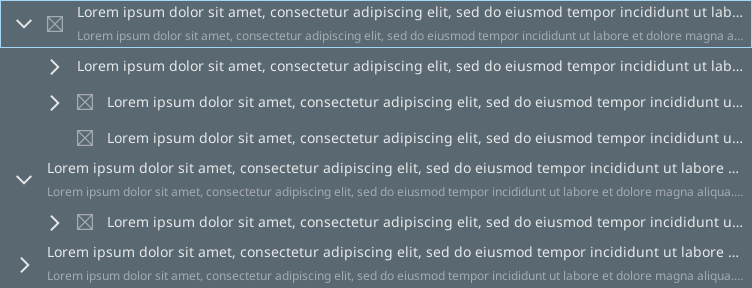 Lorem ipsum dolor sit amet, consectetur adipiscing elit, sed do eiusmod tempor incididunt ut lab...
Lorem ipsum dolor sit amet, consectetur adipiscing elit, sed do eiusmod tempor incididunt ut labore et dolore magna a...
Lorem ipsum dolor sit amet, consectetur adipiscing elit, sed do eiusmod tempor incididunt ut lab...
Lorem ipsum dolor sit amet, consectetur adipiscing elit, sed do eiusmod tempor incididunt u...
Lorem ipsum dolor sit amet, consectetur adipiscing elit, sed do eiusmod tempor incididunt u...
Lorem ipsum dolor sit amet, consectetur adipiscing elit, sed do eiusmod tempor incididunt ut labore ...
Lorem ipsum dolor sit amet, consectetur adipiscing elit, sed do eiusmod tempor incididunt ut labore et dolore magna aliqua....
Lorem ipsum dolor sit amet, consectetur adipiscing elit, sed do eiusmod tempor incididunt u...
Lorem ipsum dolor sit amet, consectetur adipiscing elit, sed do eiusmod tempor incididunt ut labore ...
Lorem ipsum dolor sit amet, consectetur adipiscing elit, sed do eiusmod tempor incididunt ut labore et dolore magna aliqua....